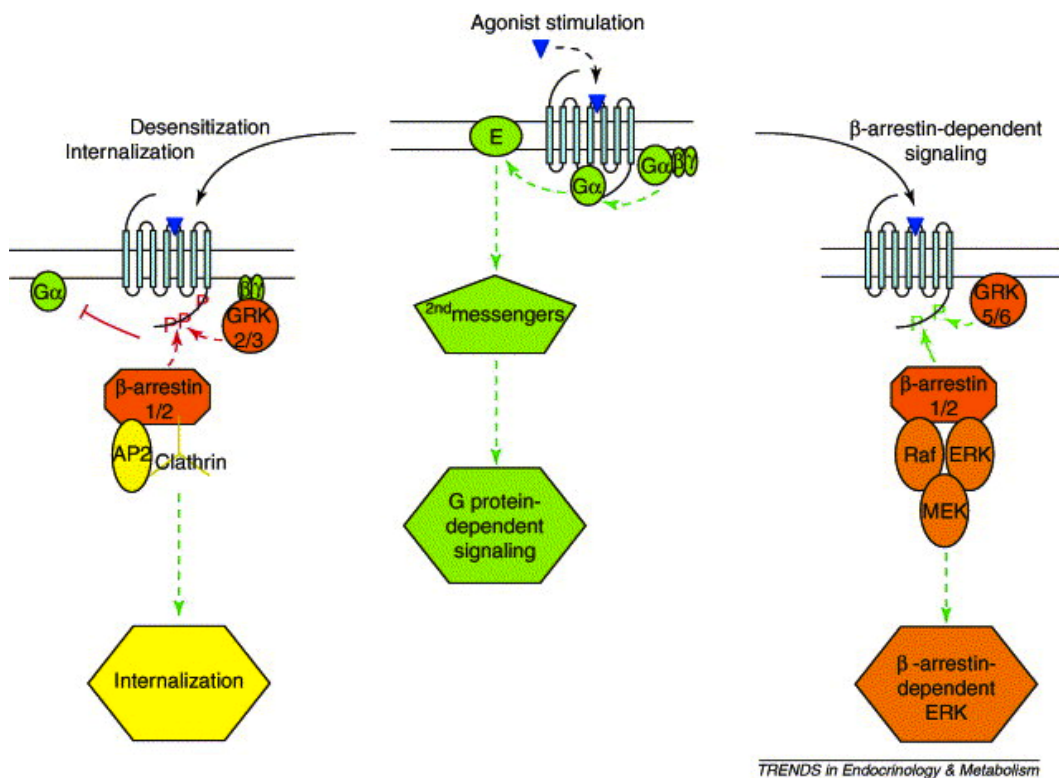 Agonist stimulation
Desensitization
Internalization
E
Gα
Gα
βγ
β-arrestin-dependent
signaling
Gα
βγ
GRK
2/3
P
PP
β-arrestin
1/2
AP2
Clathrin
Internalization
2nd messengers
G protein-
dependent
signaling
GRK
5/6
P
P
β-arrestin
1/2
Raf
ERK
MEK
β-arrestin-
dependent
ERK
TRENDS in Endocrinology & Metabolism